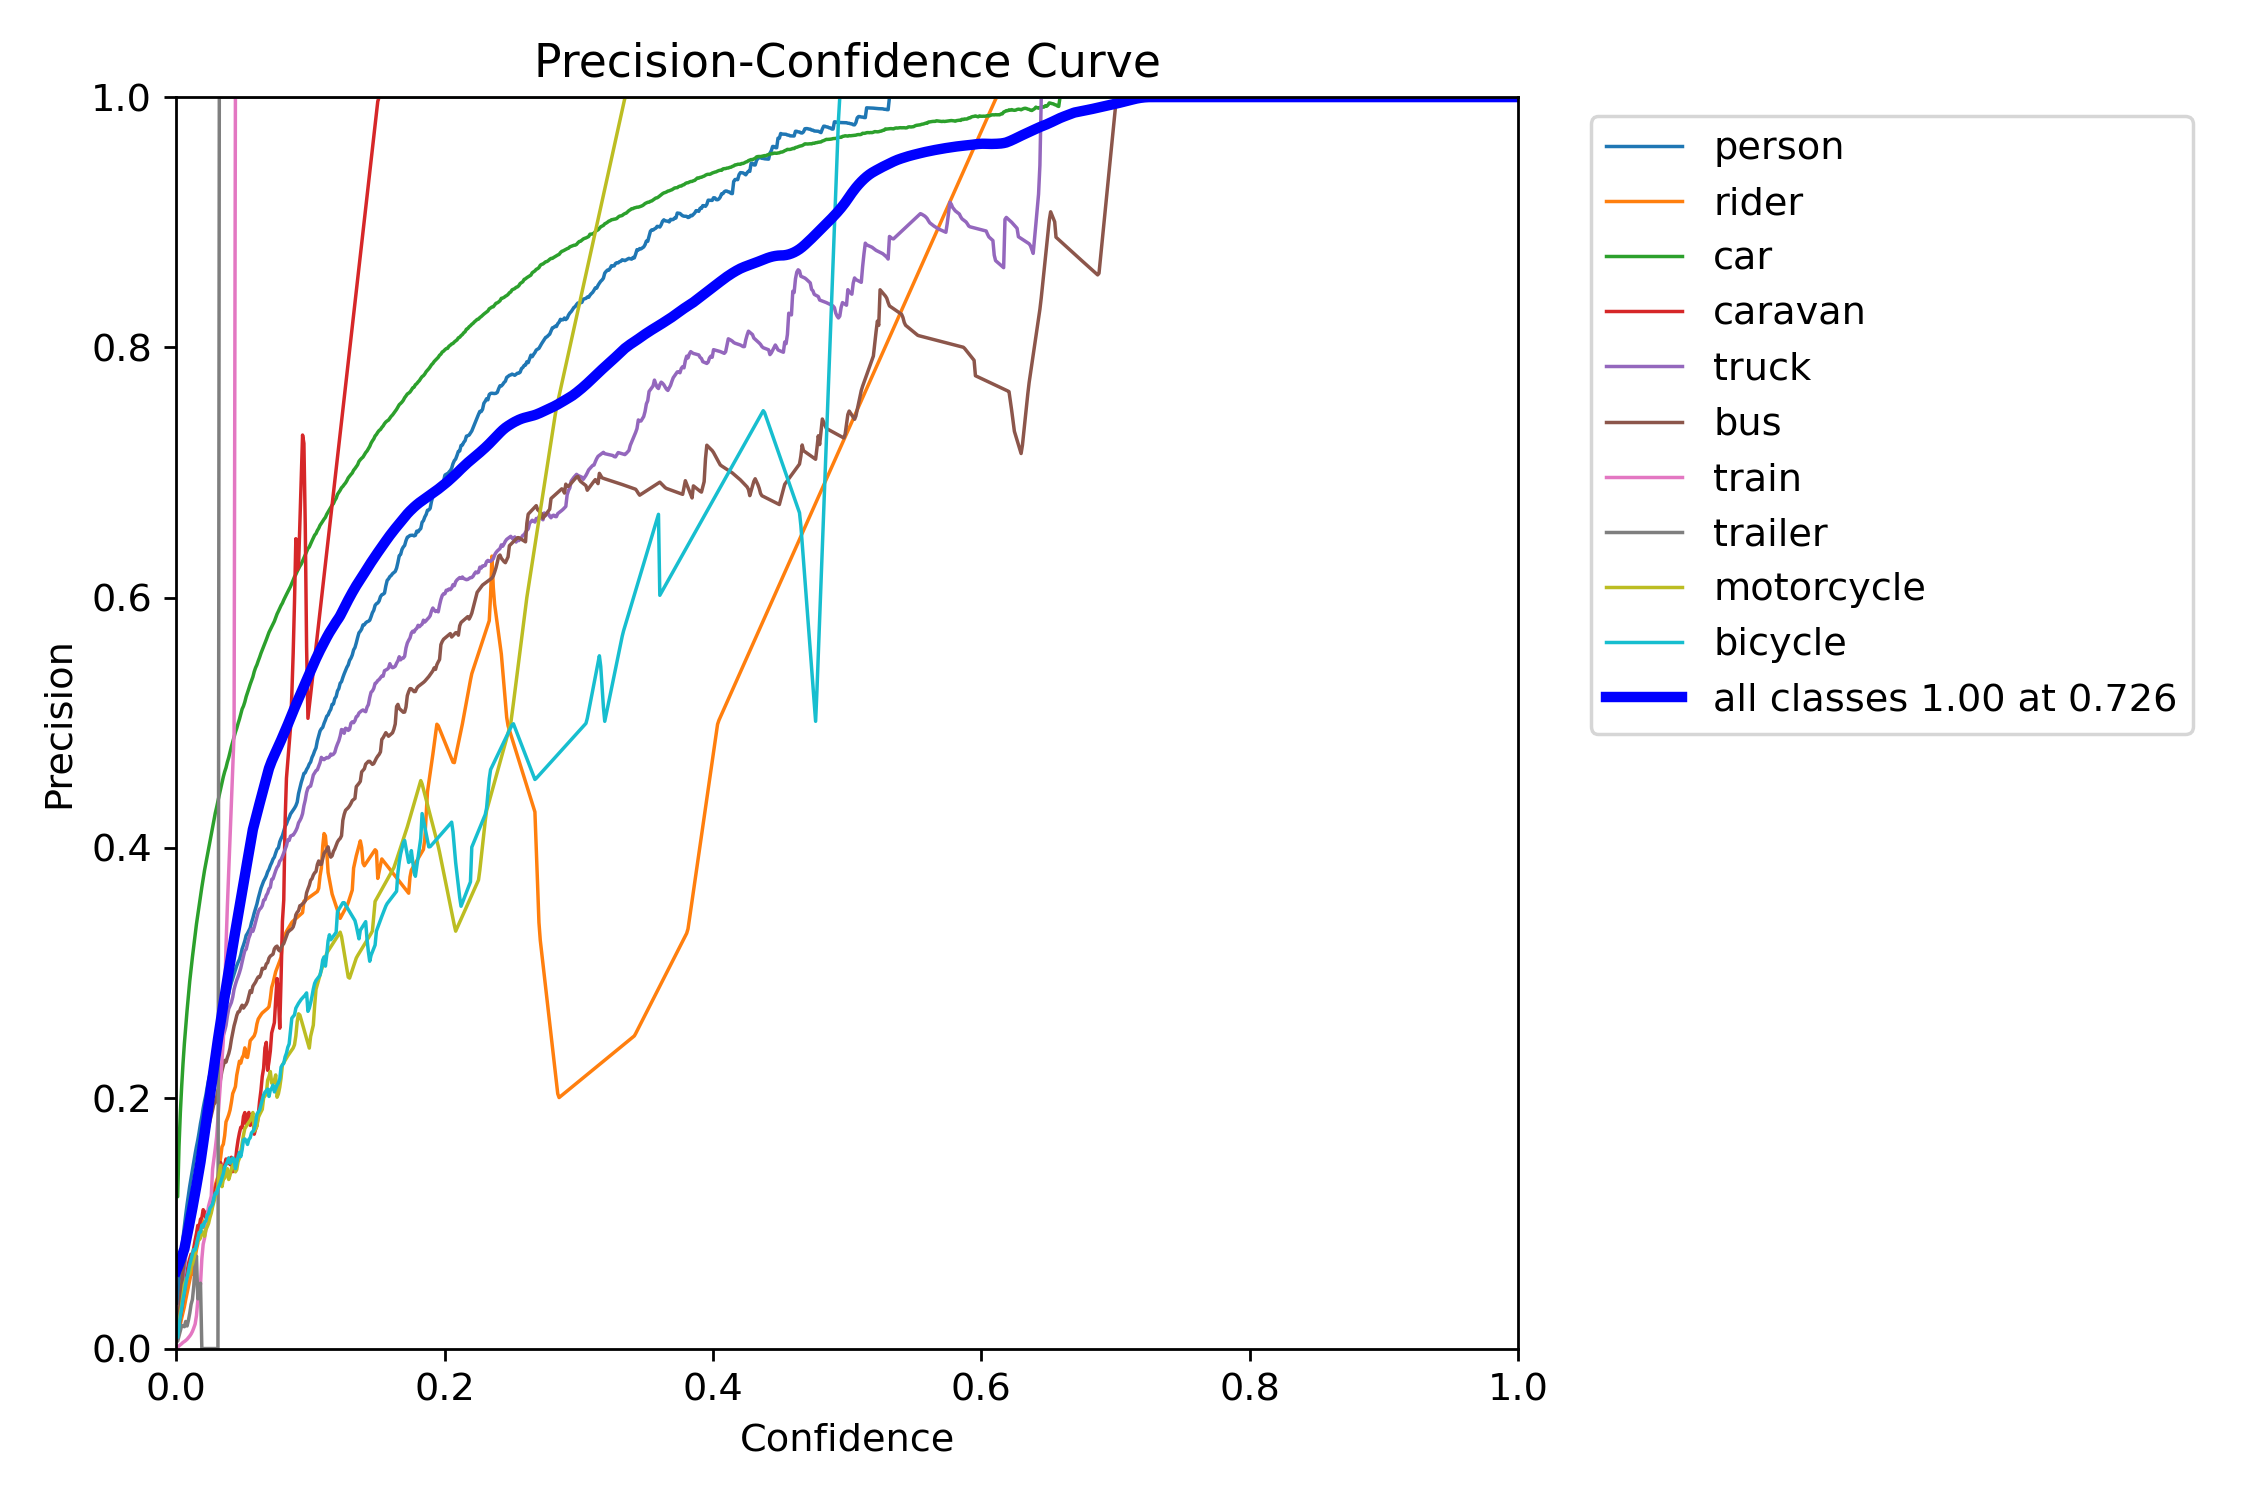 Precision-Confidence Curve
1.0
0.8
0.6
0.4
0.2
0.0
Precision
0.0 0.2 0.4 0.6 0.8 1.0
Confidence
person
rider
car
caravan
truck
bus
train
trailer
motorcycle
bicycle
all classes 1.00 at 0.726